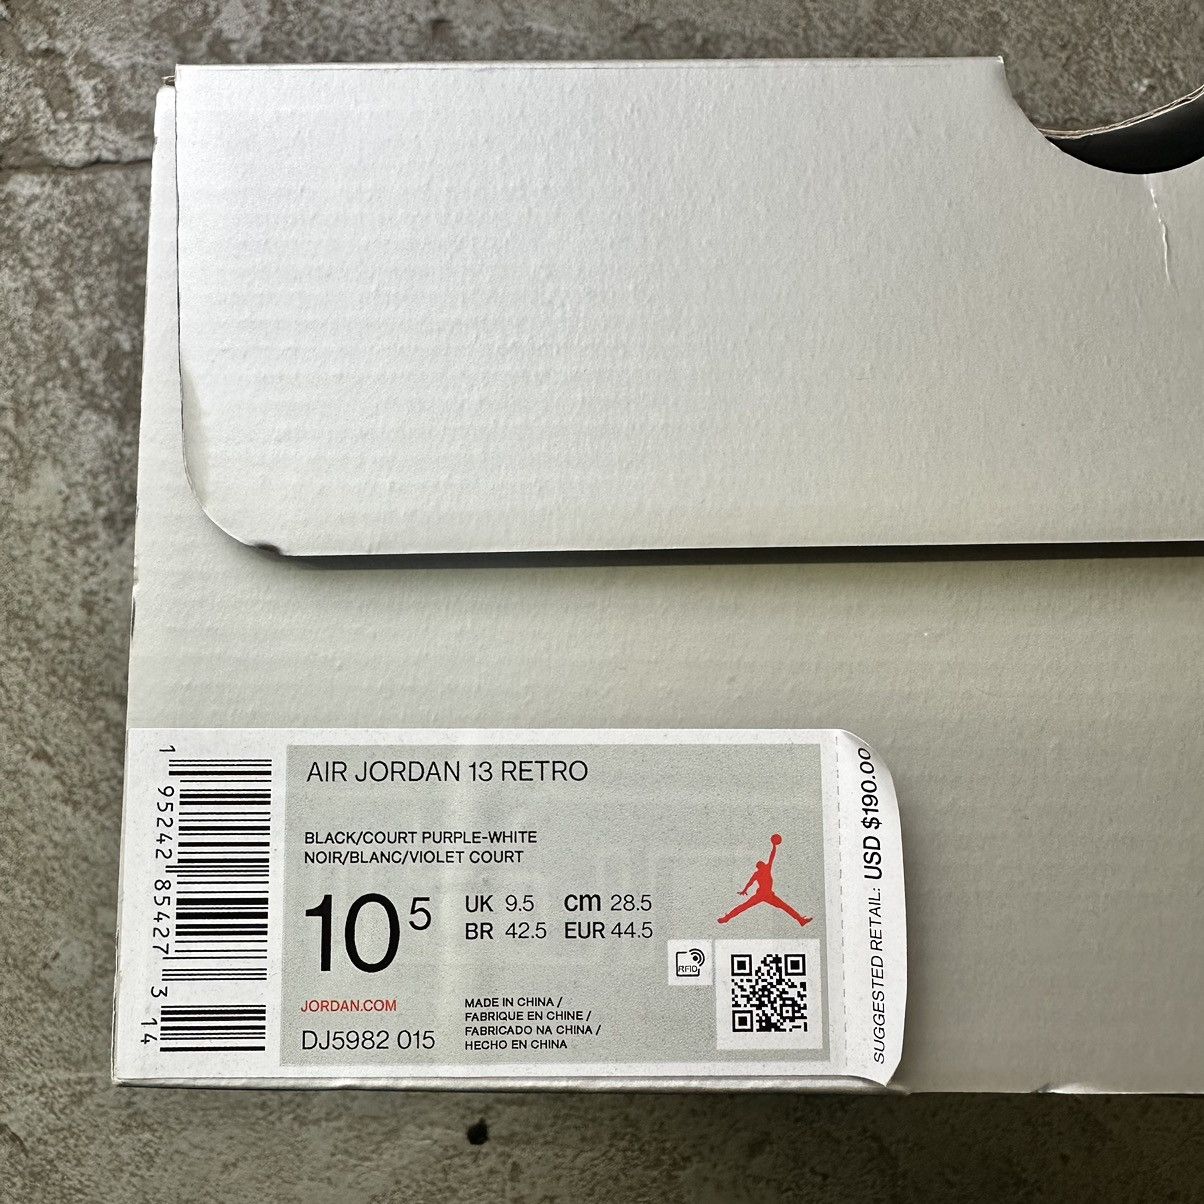 1 95242 85427 3 14
AIR JORDAN 13 RETRO
BLACK/COURT PURPLE-WHITE
NOIR/BLANC/VIOLET COURT
10 5
UK 9.5 cm 28.5
BR 42.5 EUR 44.5
RFID
JORDAN.COM
DJ5982 015
MADE IN CHINA /
FABRIQUE EN CHINE /
FABRICADO NA CHINA /
HECHO EN CHINA
SUGGESTED RETAIL: USD $190.00